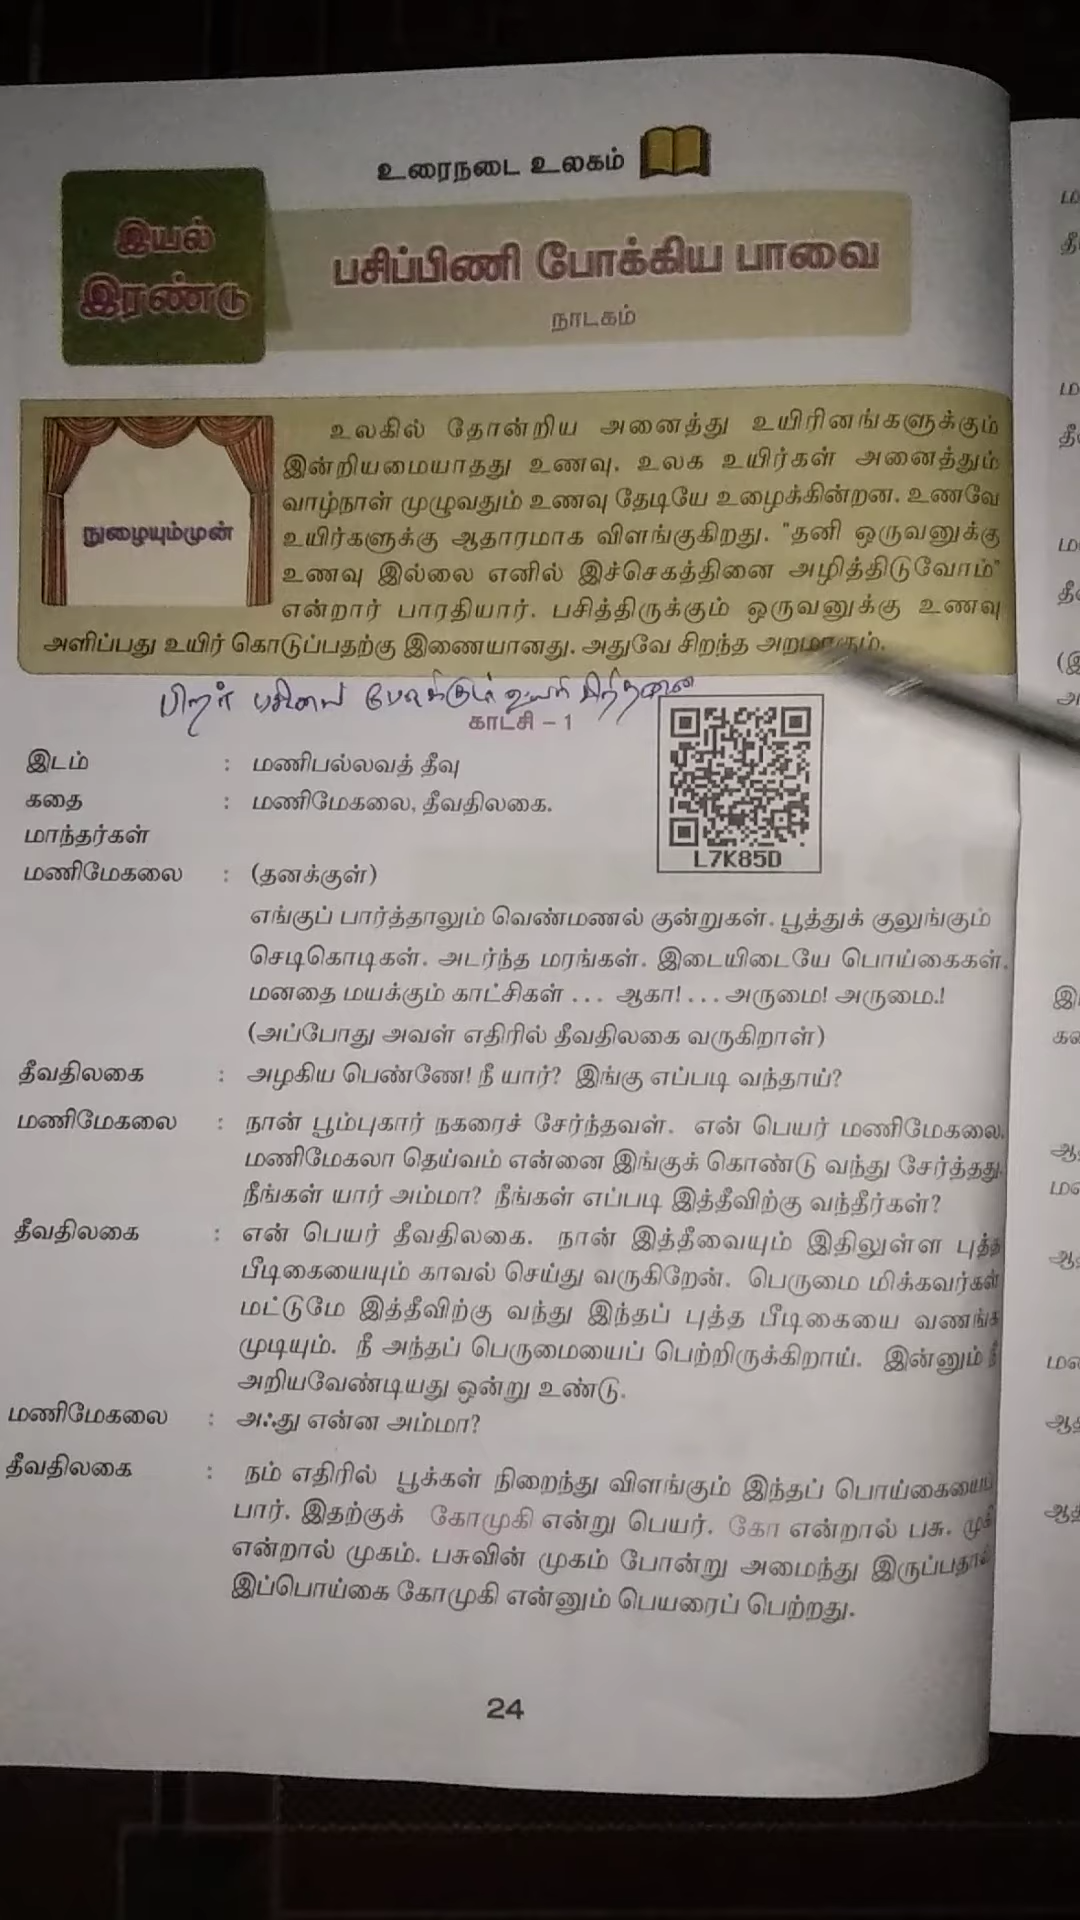 உரைநடை உலகம்
இயல்
இரண்டு
பசிப்பிணி போக்கிய பாவை
நாடகம்
நுழையும்முன்
உலகில் தோன்றிய அனைத்து உயிரினங்களுக்கும்
இன்றியமையாதது உணவு. உலக உயிர்கள் அனைத்தும்
வாழ்நாள் முழுவதும் உணவு தேடியே உழைக்கின்றன. உணவே
உயிர்களுக்கு ஆதாரமாக விளங்குகிறது. "தனி ஒருவனுக்கு
உணவு இல்லை எனில் இச்செகத்தினை அழித்திடுவோம்"
என்றார் பாரதியார். பசித்திருக்கும் ஒருவனுக்கு உணவு
அளிப்பது உயிர் கொடுப்பதற்கு இணையானது. அதுவே சிறந்த அறமாகும்.
பிறர்
காட்சி – 1
L7K85D
இடம் : மணிபல்லவத் தீவு
கதை : மணிமேகலை, தீவதிலகை.
மாந்தர்கள்
மணிமேகலை : (தனக்குள்)
எங்குப் பார்த்தாலும் வெண்மணல் குன்றுகள். பூத்துக் குலுங்கும்
செடிகொடிகள். அடர்ந்த மரங்கள். இடையிடையே பொய்கைகள்.
மனதை மயக்கும் காட்சிகள் ... ஆகா! ... அருமை! அருமை.!
(அப்போது அவள் எதிரில் தீவதிலகை வருகிறாள்)
தீவதிலகை : அழகிய பெண்ணே! நீ யார்? இங்கு எப்படி வந்தாய்?
மணிமேகலை : நான் பூம்புகார் நகரைச் சேர்ந்தவள். என் பெயர் மணிமேகலை.
மணிமேகலா தெய்வம் என்னை இங்குக் கொண்டு வந்து சேர்த்தது.
நீங்கள் யார் அம்மா? நீங்கள் எப்படி இத்தீவிற்கு வந்தீர்கள்?
தீவதிலகை : என் பெயர் தீவதிலகை. நான் இத்தீவையும் இதிலுள்ள புத்த
பீடிகையையும் காவல் செய்து வருகிறேன். பெருமை மிக்கவர்கள்
மட்டுமே இத்தீவிற்கு வந்து இந்தப் புத்த பீடிகையை வணங்க
முடியும். நீ அந்தப் பெருமையைப் பெற்றிருக்கிறாய். இன்னும் நீ
அறியவேண்டியது ஒன்று உண்டு.
மணிமேகலை : அஃது என்ன அம்மா?
தீவதிலகை : நம் எதிரில் பூக்கள் நிறைந்து விளங்கும் இந்தப் பொய்கையைப்
பார். இதற்குக் கோமுகி என்று பெயர். கோ என்றால் பசு. முகி
என்றால் முகம். பசுவின் முகம் போன்று அமைந்து இருப்பதால்
இப்பொய்கை கோமுகி என்னும் பெயரைப் பெற்றது.
24